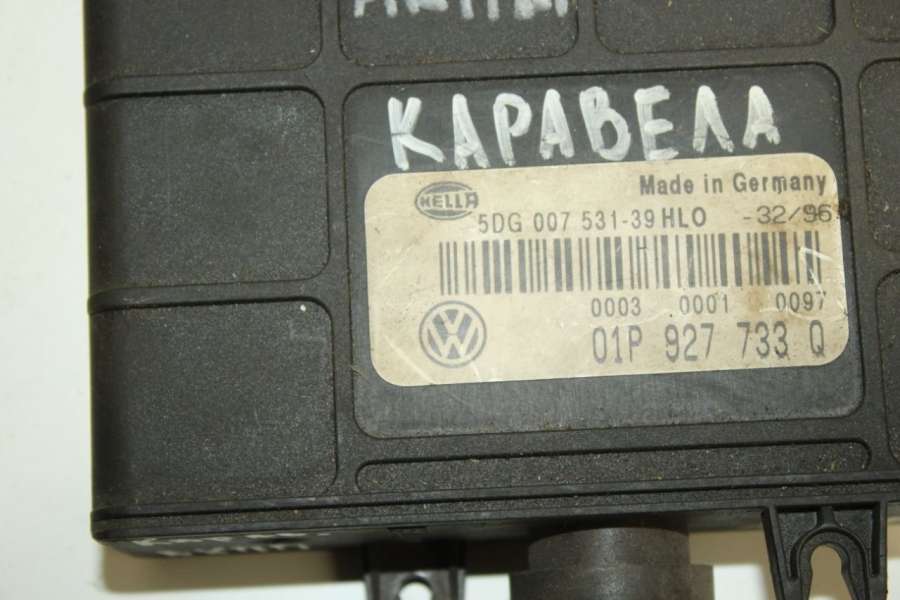 КАРАВЕЛА
Made in Germany
HELLA
5DG 007 531-39 HLO -32/96
H
0003 0001 0097
01P 927 733 Q